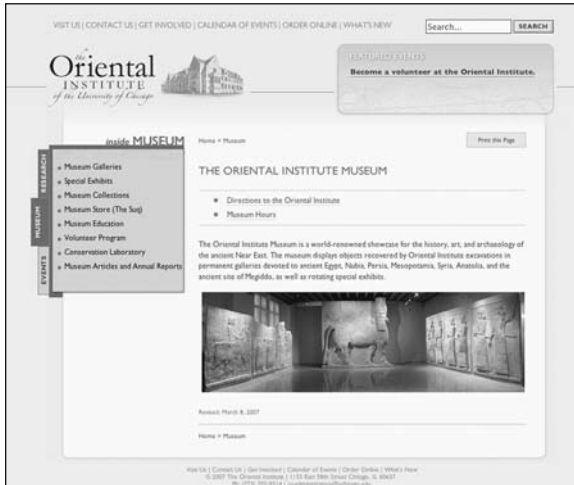 VISIT US | CONTACT US | GET INVOLVED | CALENDAR OF EVENTS | ORDER ONLINE | WHAT'S NEW
Search...
SEARCH
the
Oriental
INSTITUTE
of the University of Chicago
FEATURED EVENTS
Become a volunteer at the Oriental Institute.
inside MUSEUM
Home > Museum
Print this Page
RESEARCH
MUSEUM
EVENTS
Museum Galleries
Special Exhibits
Museum Collections
Museum Store (The Suq)
Museum Education
Volunteer Program
Conservation Laboratory
Museum Articles and Annual Reports
THE ORIENTAL INSTITUTE MUSEUM
Directions to the Oriental Institute
Museum Hours
The Oriental Institute Museum is a world-renowned showcase for the history, art, and archaeology of
the ancient Near East. The museum displays objects recovered by Oriental Institute excavations in
permanent galleries devoted to ancient Egypt, Nubia, Persia, Mesopotamia, Syria, Anatolia, and the
ancient site of Megiddo, as well as rotating special exhibits.
Revised: March 8, 2007
Home > Museum
Visit Us | Contact Us | Get Involved | Calendar of Events | Order Online | What's New
© 2007 The Oriental Institute | 1155 East 58th Street Chicago, IL 60637